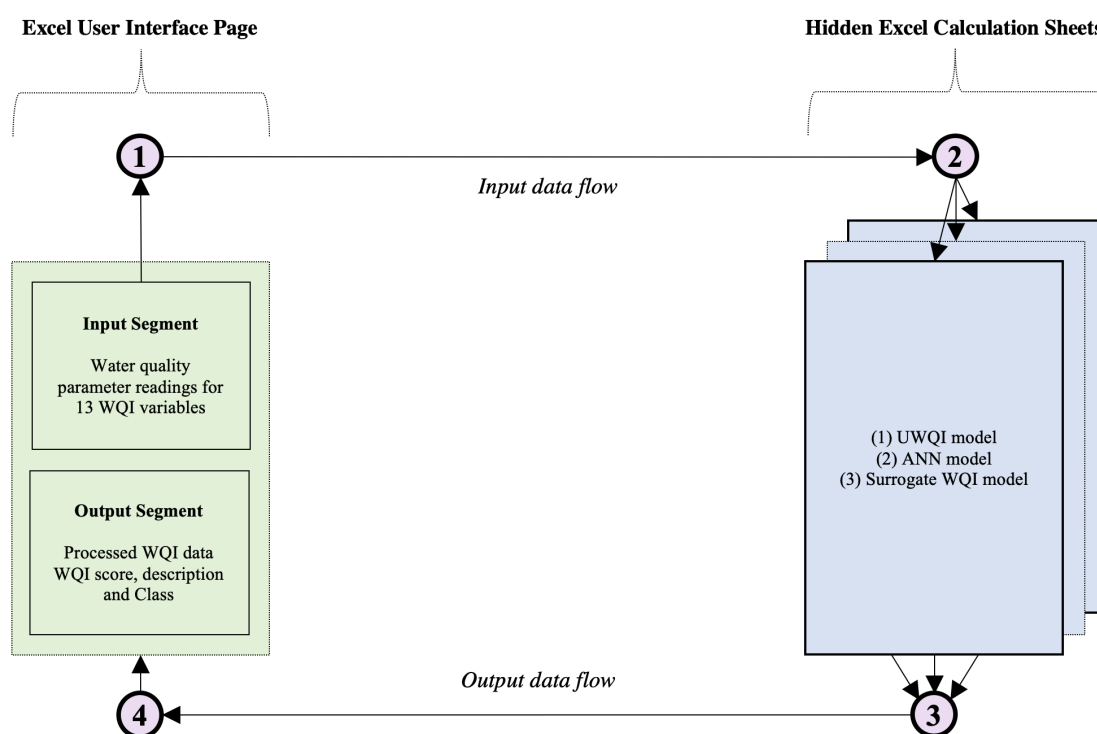 Excel User Interface Page
Hidden Excel Calculation Sheets
1
2
Input data flow
Input Segment
Water quality
parameter readings for
13 WQI variables
Output Segment
Processed WQI data
WQI score, description
and Class
(1) UWQI model
(2) ANN model
(3) Surrogate WQI model
Output data flow
4
3